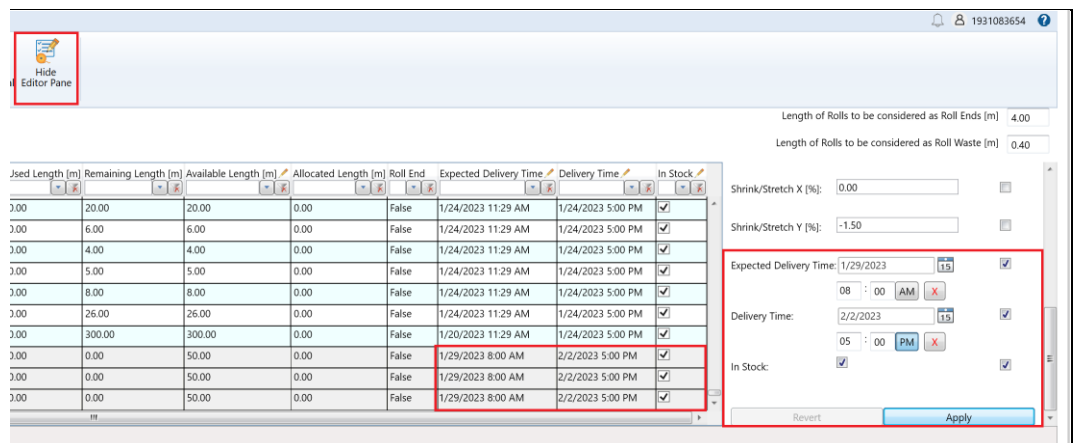 1931083654
Hide
Editor Pane
Length of Rolls to be considered as Roll Ends [m] 4.00
Length of Rolls to be considered as Roll Waste [m] 0.40
Used Length [m] Remaining Length [m] Available Length [m] Allocated Length [m] Roll End Expected Delivery Time Delivery Time In Stock
0.00 20.00 20.00 0.00 False 1/24/2023 11:29 AM 1/24/2023 5:00 PM
0.00 6.00 6.00 0.00 False 1/24/2023 11:29 AM 1/24/2023 5:00 PM
0.00 4.00 4.00 0.00 False 1/24/2023 11:29 AM 1/24/2023 5:00 PM
0.00 5.00 5.00 0.00 False 1/24/2023 11:29 AM 1/24/2023 5:00 PM
0.00 8.00 8.00 0.00 False 1/24/2023 11:29 AM 1/24/2023 5:00 PM
0.00 26.00 26.00 0.00 False 1/24/2023 11:29 AM 1/24/2023 5:00 PM
0.00 300.00 300.00 0.00 False 1/20/2023 11:29 AM 1/24/2023 5:00 PM
0.00 0.00 50.00 0.00 False 1/29/2023 8:00 AM 2/2/2023 5:00 PM
0.00 0.00 50.00 0.00 False 1/29/2023 8:00 AM 2/2/2023 5:00 PM
0.00 0.00 50.00 0.00 False 1/29/2023 8:00 AM 2/2/2023 5:00 PM
Shrink/Stretch X [%]: 0.00
Shrink/Stretch Y [%]: -1.50
Expected Delivery Time: 1/29/2023 15
08 : 00 AM X
Delivery Time: 2/2/2023 15
05 : 00 PM X
In Stock:
Revert Apply